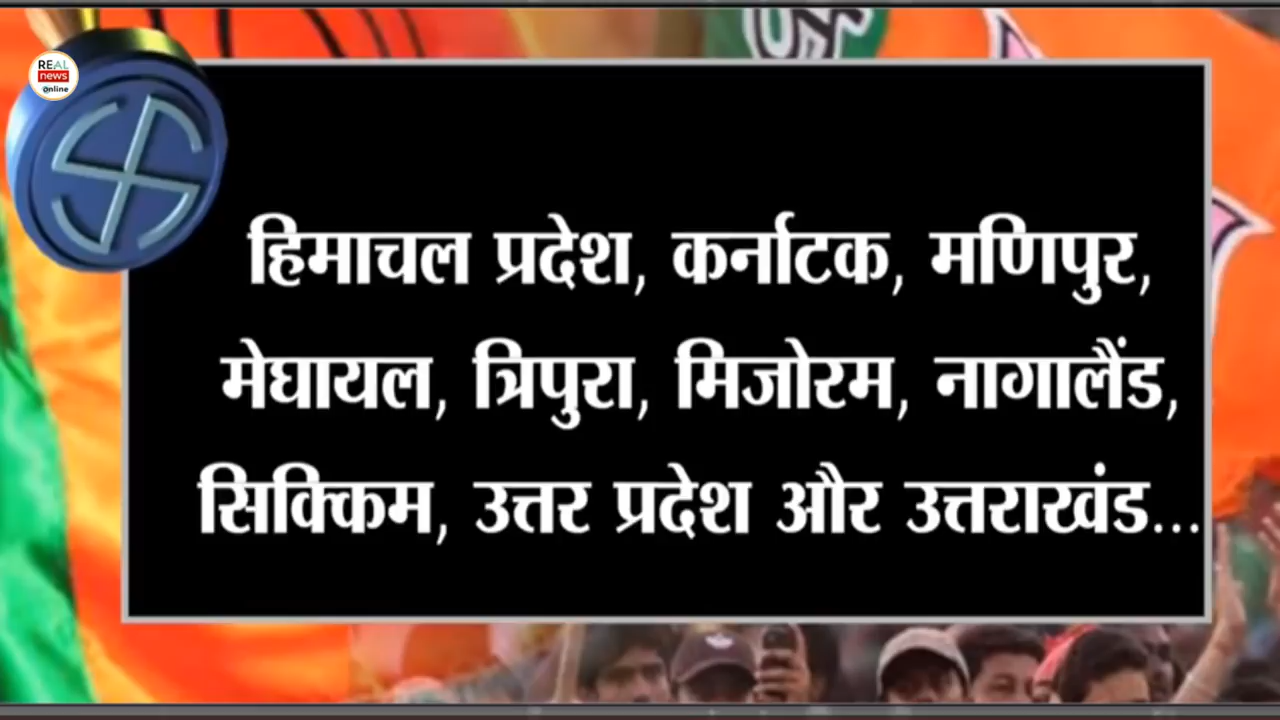 REAL
news
Online
हिमाचल प्रदेश, कर्नाटक, मणिपुर,
मेघायल, त्रिपुरा, मिजोरम, नागालैंड,
सिक्किम, उत्तर प्रदेश और उत्तराखंड...